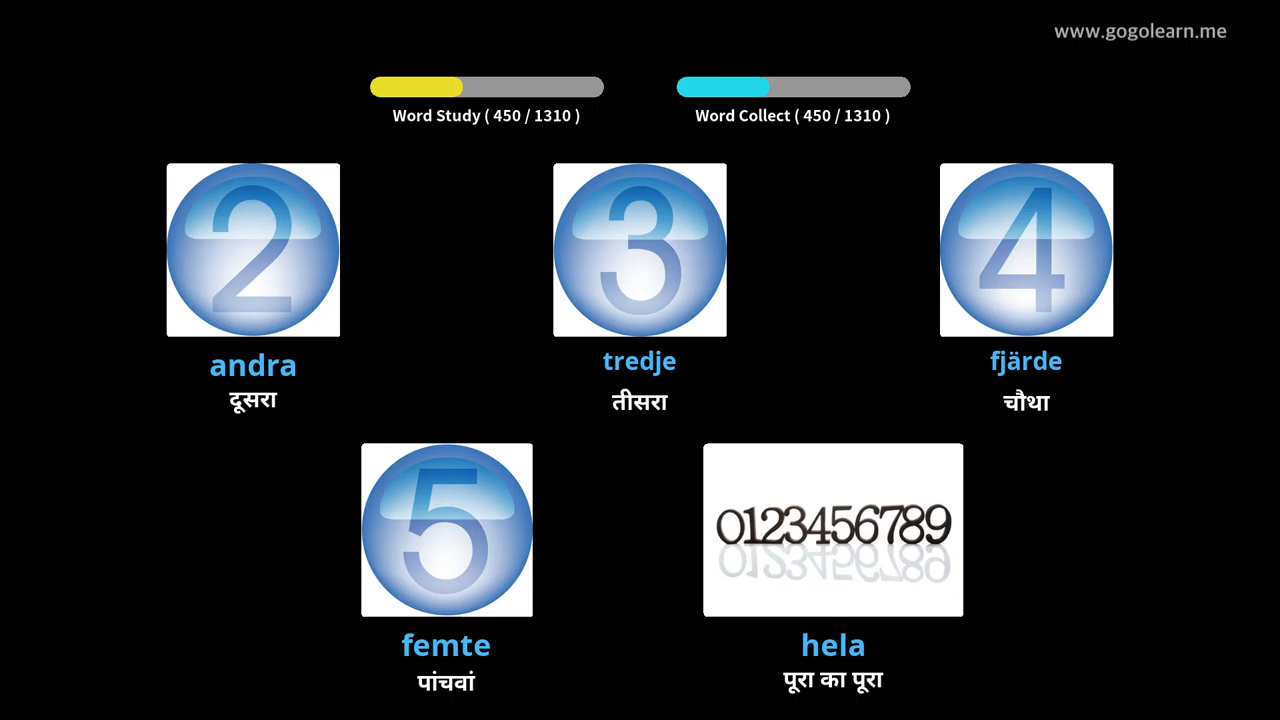 www.gogolearn.me
Word Study ( 450 / 1310 )
Word Collect ( 450 / 1310 )
2
3
4
andra
tredje
fjärde
दूसरा
तीसरा
चौथा
5
0123456789
femte
hela
पांचवां
पूरा का पूरा